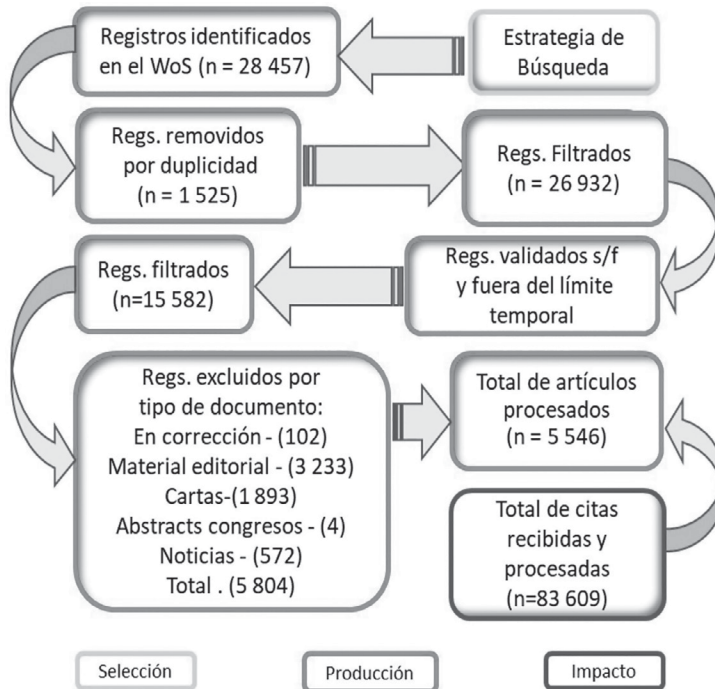 Estrategia de
Búsqueda
Registros identificados
en el WoS (n = 28 457)
Regs. removidos
por duplicidad
(n = 1 525)
Regs. Filtrados
(n = 26 932)
Regs. validados s/f
y fuera del límite
temporal
Regs. filtrados
(n=15 582)
Regs. excluidos por
tipo de documento:
En corrección - (102)
Material editorial - (3 233)
Cartas-(1 893)
Abstracts congresos - (4)
Noticias - (572)
Total . (5 804)
Total de artículos
procesados
(n = 5 546)
Total de citas
recibidas y
procesadas
(n=83 609)
Selección
Producción
Impacto